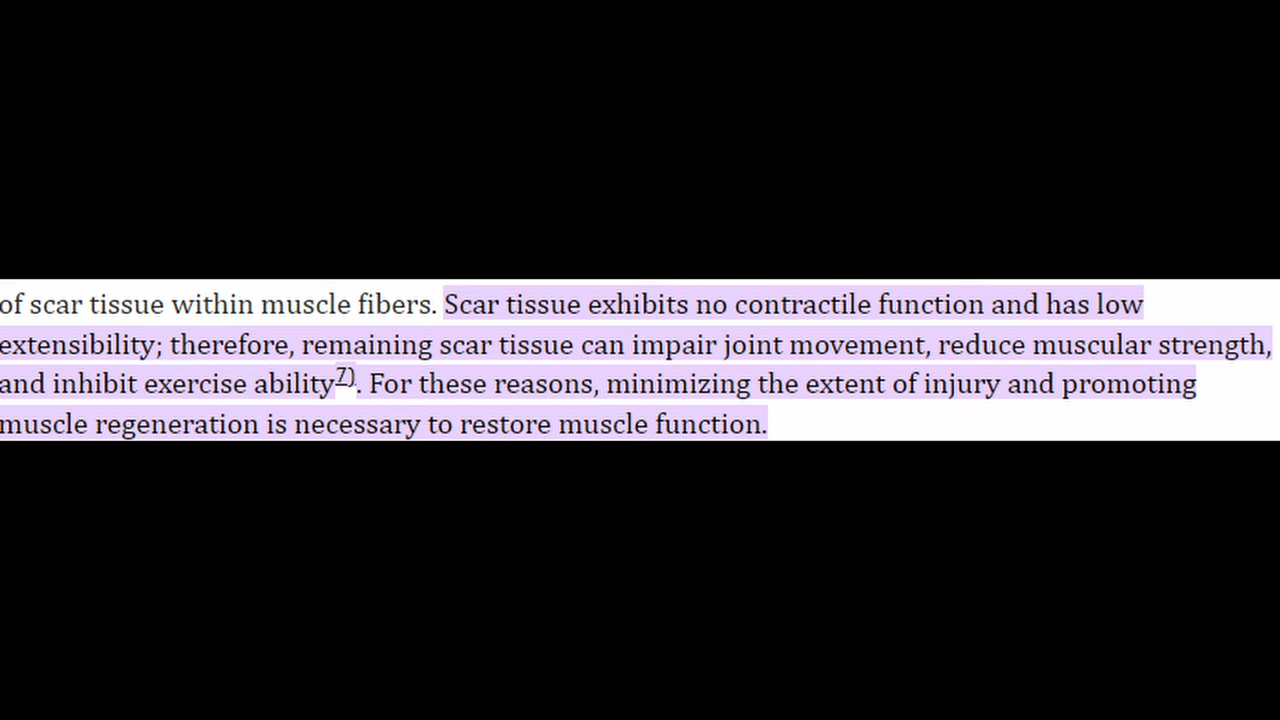 of scar tissue within muscle fibers. Scar tissue exhibits no contractile function and has low
extensibility; therefore, remaining scar tissue can impair joint movement, reduce muscular strength,
and inhibit exercise ability7). For these reasons, minimizing the extent of injury and promoting
muscle regeneration is necessary to restore muscle function.